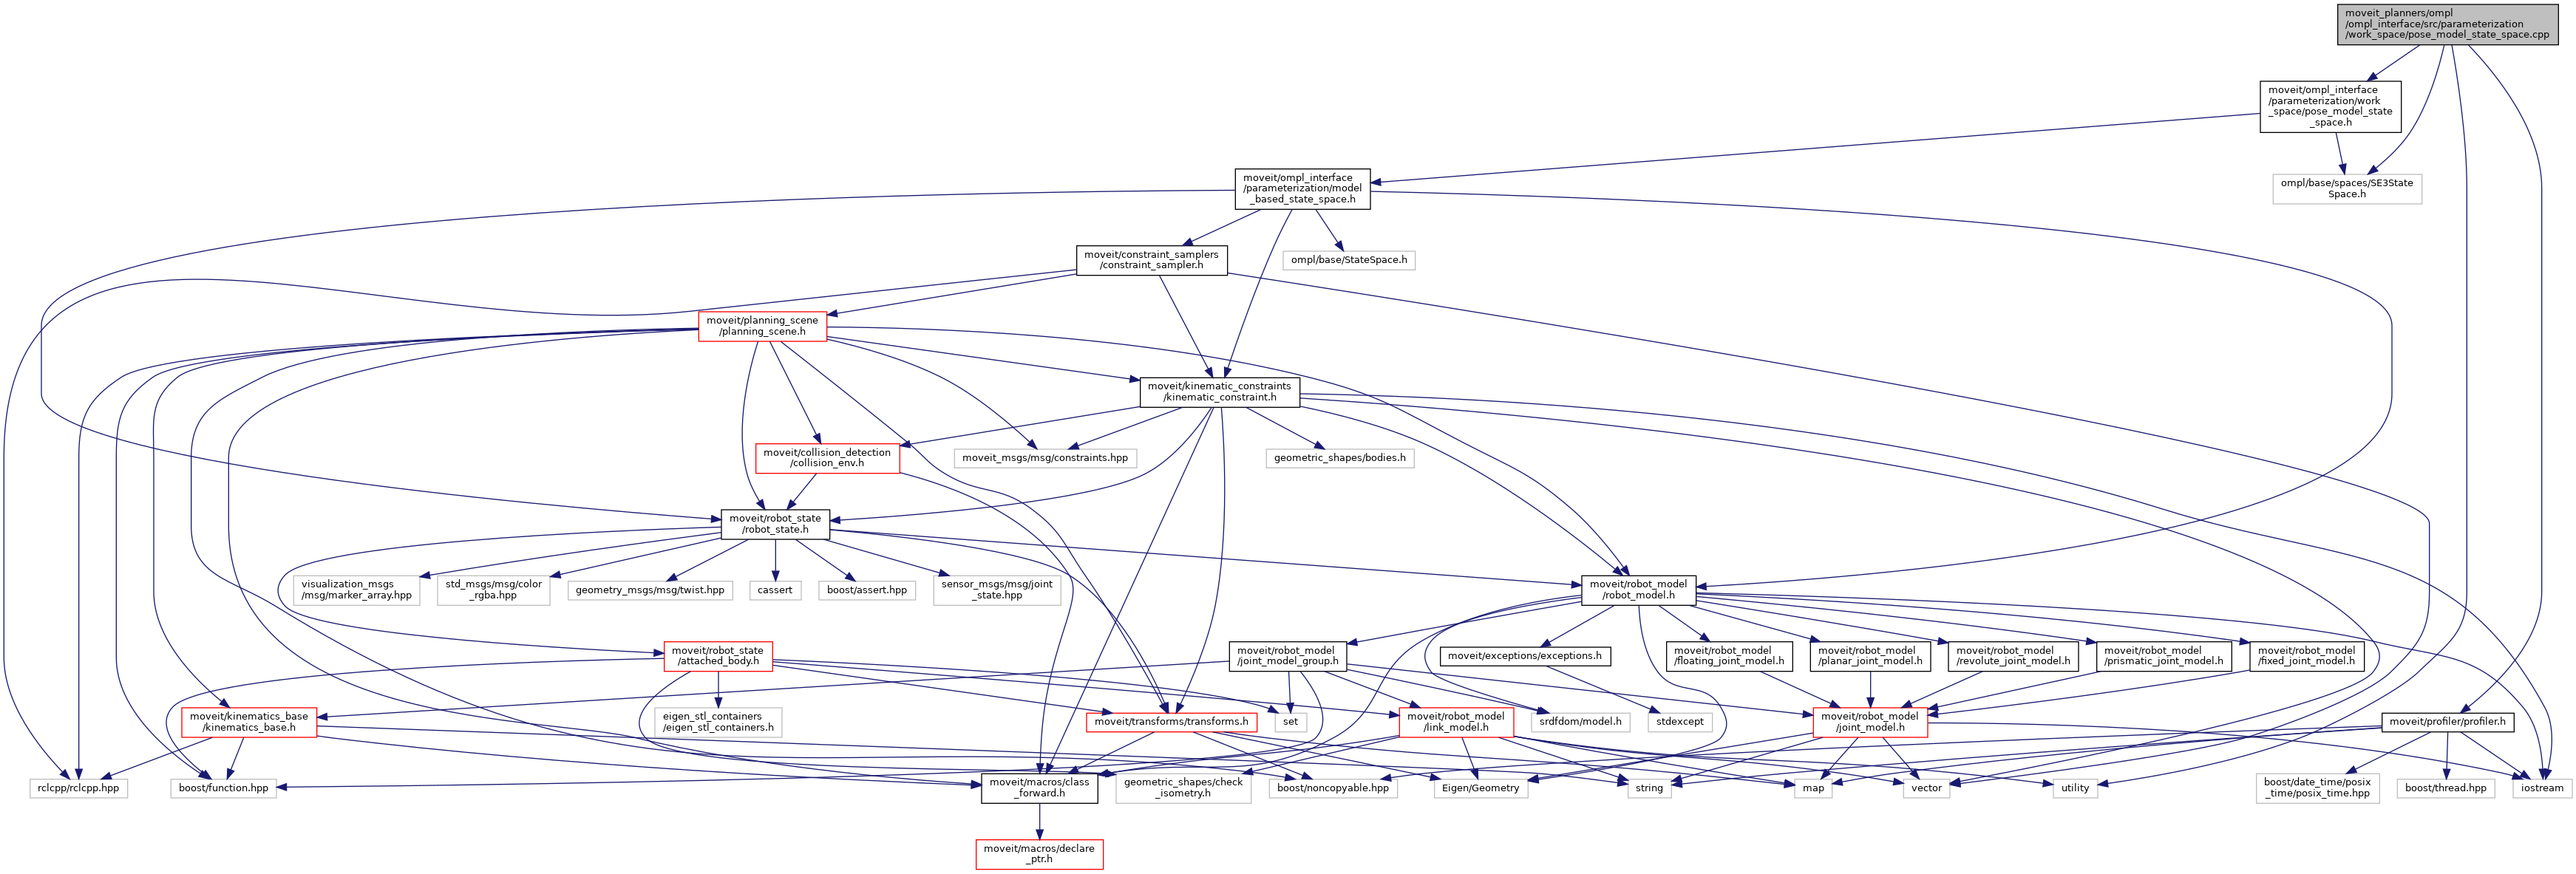 moveit_planners/ompl
/ompl_interface/src/parameterization
/work_space/pose_model_state_space.cpp
moveit/ompl_interface
/parameterization/work
_space/pose_model_state
_space.h
moveit/ompl_interface
/parameterization/model
_based_state_space.h
ompl/base/spaces/SE3State
Space.h
moveit/constraint_samplers
/constraint_sampler.h
ompl/base/StateSpace.h
moveit/planning_scene
/planning_scene.h
moveit/kinematic_constraints
/kinematic_constraint.h
moveit/collision_detection
/collision_env.h
moveit_msgs/msg/constraints.hpp
geometric_shapes/bodies.h
moveit/robot_state
/robot_state.h
visualization_msgs
/msg/marker_array.hpp
std_msgs/msg/color
_rgba.hpp
geometry_msgs/msg/twist.hpp
cassert
boost/assert.hpp
sensor_msgs/msg/joint
_state.hpp
moveit/robot_model
/robot_model.h
moveit/robot_state
/attached_body.h
moveit/robot_model
/joint_model_group.h
moveit/exceptions/exceptions.h
moveit/robot_model
/floating_joint_model.h
moveit/robot_model
/planar_joint_model.h
moveit/robot_model
/revolute_joint_model.h
moveit/robot_model
/prismatic_joint_model.h
moveit/robot_model
/fixed_joint_model.h
moveit/kinematics_base
/kinematics_base.h
eigen_stl_containers
/eigen_stl_containers.h
moveit/transforms/transforms.h
set
moveit/robot_model
/link_model.h
srdfdom/model.h
stdexcept
moveit/robot_model
/joint_model.h
moveit/profiler/profiler.h
rclcpp/rclcpp.hpp
boost/function.hpp
moveit/macros/class
_forward.h
geometric_shapes/check
_isometry.h
boost/noncopyable.hpp
Eigen/Geometry
string
map
vector
utility
boost/date_time/posix
_time/posix_time.hpp
boost/thread.hpp
iostream
moveit/macros/declare
_ptr.h